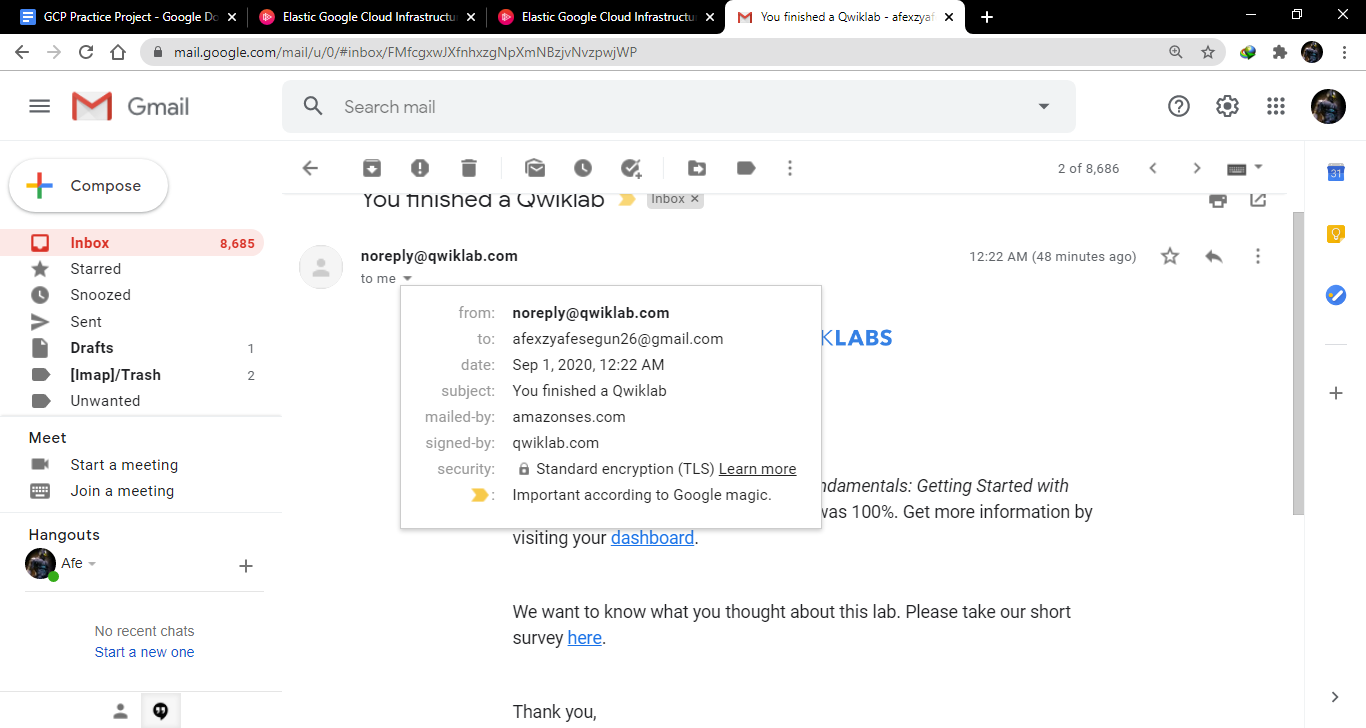 GCP Practice Project - Google Do
Elastic Google Cloud Infrastructu
Elastic Google Cloud Infrastructu
You finished a Qwiklab - afexzyaf
mail.google.com/mail/u/0/#inbox/FMfcgxwJXfnhxzgNpXmNBzjvNvzpwjWP
Gmail
Search mail
Compose
2 of 8,686
You finished a Qwiklab
Inbox
Inbox 8,685
Starred
Snoozed
Sent
Drafts 1
[Imap]/Trash 2
Unwanted
Meet
Start a meeting
Join a meeting
Hangouts
Afe
No recent chats
Start a new one
noreply@qwiklab.com
12:22 AM (48 minutes ago)
to me
from: noreply@qwiklab.com
to: afexzyafesegun26@gmail.com
date: Sep 1, 2020, 12:22 AM
subject: You finished a Qwiklab
mailed-by: amazonses.com
signed-by: qwiklab.com
security: Standard encryption (TLS) Learn more
: Important according to Google magic.
KLABS
ndamentals: Getting Started with
was 100%. Get more information by
visiting your dashboard.
We want to know what you thought about this lab. Please take our short
survey here.
Thank you,
31